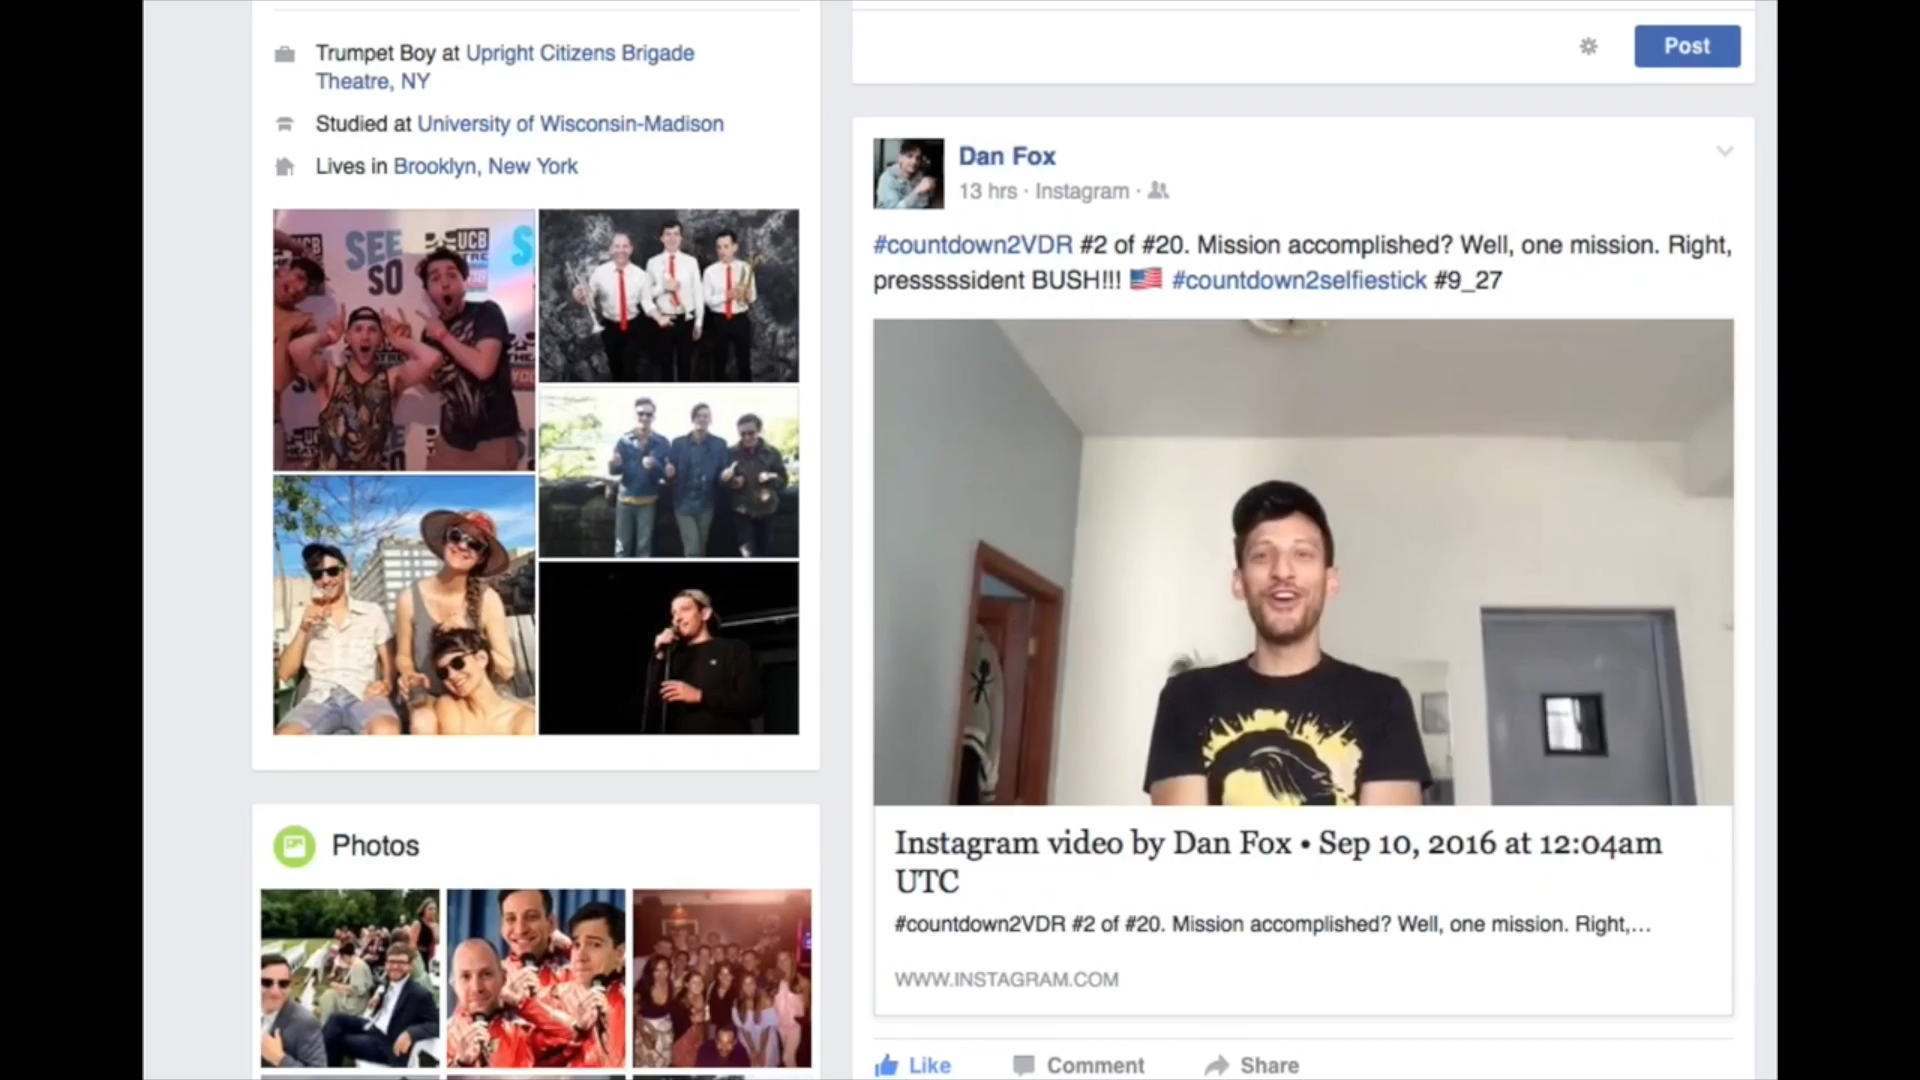 Trumpet Boy at Upright Citizens Brigade
Theatre, NY
Studied at University of Wisconsin-Madison
Lives in Brooklyn, New York
SEE
SO
UCB
Photos
Post
Dan Fox
13 hrs · Instagram ·
#countdown2VDR #2 of #20. Mission accomplished? Well, one mission. Right,
presssssident BUSH!!! 🇺🇸 #countdown2selfiestick #9_27
Instagram video by Dan Fox • Sep 10, 2016 at 12:04am
UTC
#countdown2VDR #2 of #20. Mission accomplished? Well, one mission. Right,...
WWW.INSTAGRAM.COM
Like Comment Share